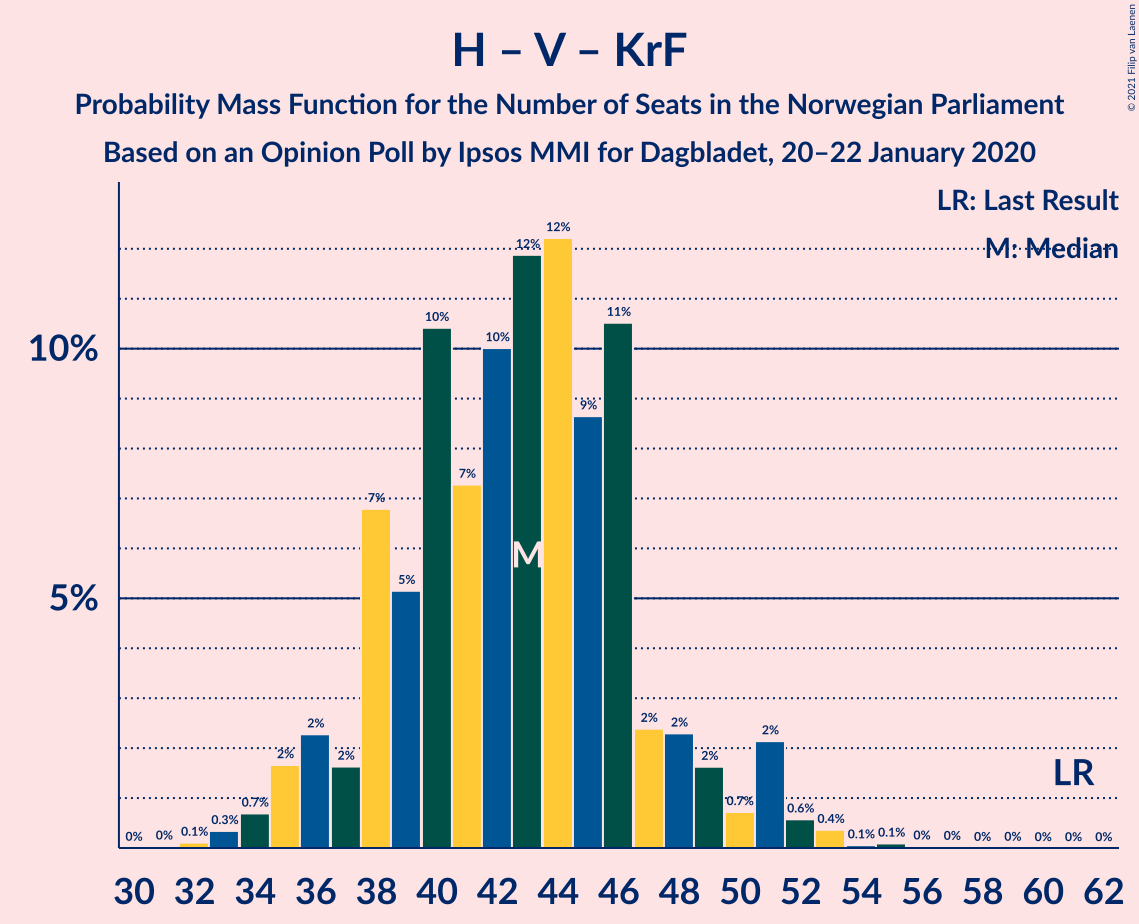 © 2021 Filip van Laenen
H – V – KrF
Probability Mass Function for the Number of Seats in the Norwegian Parliament
Based on an Opinion Poll by Ipsos MMI for Dagbladet, 20–22 January 2020
LR: Last Result
M: Median
10%
5%
0% 0% 0.1% 0.3% 0.7% 2% 2% 2% 7% 5% 10% 7% 10% 12% 12% 9% 11% 2% 2% 2% 0.7% 2% 0.6% 0.4% 0.1% 0.1% 0% 0% 0% 0% 0% 0% 0%
M
LR
30 32 34 36 38 40 42 44 46 48 50 52 54 56 58 60 62